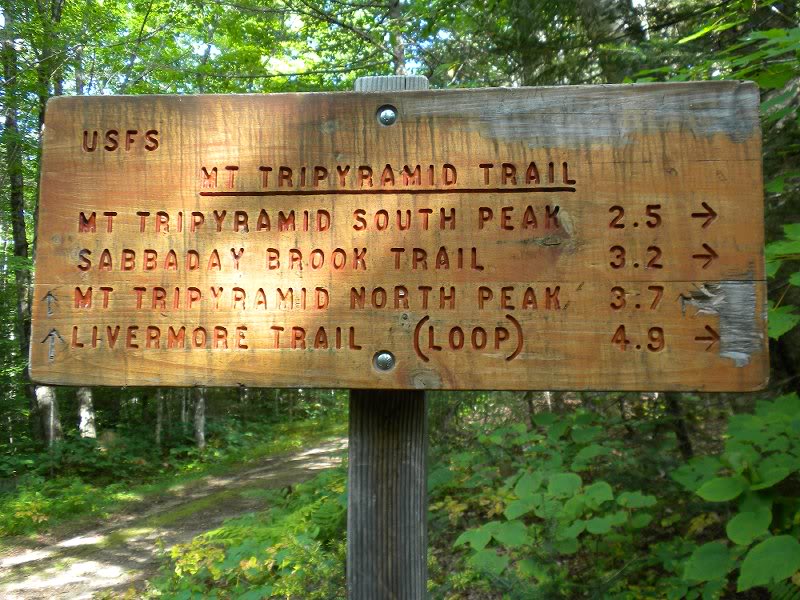 USFS
MT TRIPYRAMID TRAIL
MT TRIPYRAMID SOUTH PEAK 2.5 →
SABBADAY BROOK TRAIL 3.2 →
↑ MT TRIPYRAMID NORTH PEAK 3.7
↑ LIVERMORE TRAIL (LOOP) 4.9 →